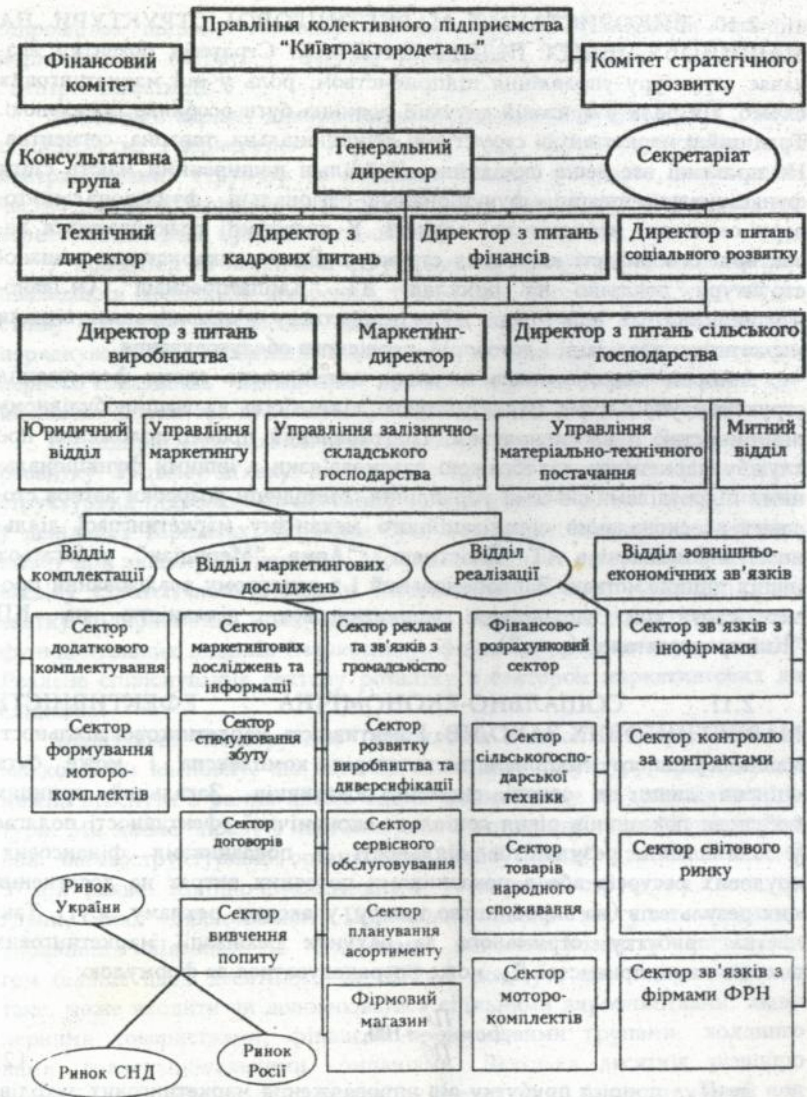 Правління колективного підприємства
“Київтрактородеталь”
Фінансовий
комітет
Комітет стратегічного
розвитку
Консультативна
група
Генеральний
директор
Секретаріат
Технічний
директор
Директор з
кадрових питань
Директор з питань
фінансів
Директор з питань
соціального розвитку
Директор з питань
виробництва
Маркетинг-
директор
Директор з питань сільського
господарства
Юридичний
відділ
Управління
маркетингу
Управління залізнично-
складського
господарства
Управління
матеріально-технічного
постачання
Митний
відділ
Відділ
комплектації
Відділ маркетингових
досліджень
Відділ
реалізації
Відділ зовнішньо-
економічних зв’язків
Сектор
додаткового
комплектування
Сектор
маркетингових
досліджень та
інформації
Сектор реклами
та зв’язків з
громадськістю
Фінансово-
розрахунковий
сектор
Сектор зв’язків з
інофірмами
Сектор
формування
моторо-
комплектів
Сектор
стимулювання
збуту
Сектор
розвитку
виробництва та
диверсифікації
Сектор
сільськогоспо-
дарської
техніки
Сектор контролю
за контрактами
Сектор
договорів
Сектор
сервісного
обслуговування
Сектор
товарів
народного
вживання
Сектор світового
ринку
Ринок
України
Сектор
вивчення
попиту
Сектор
планування
асортименту
Сектор
моторо-
комплектів
Сектор зв’язків з
фірмами ФРН
Фірмовий
магазин
Ринок СНД
Ринок
Росії